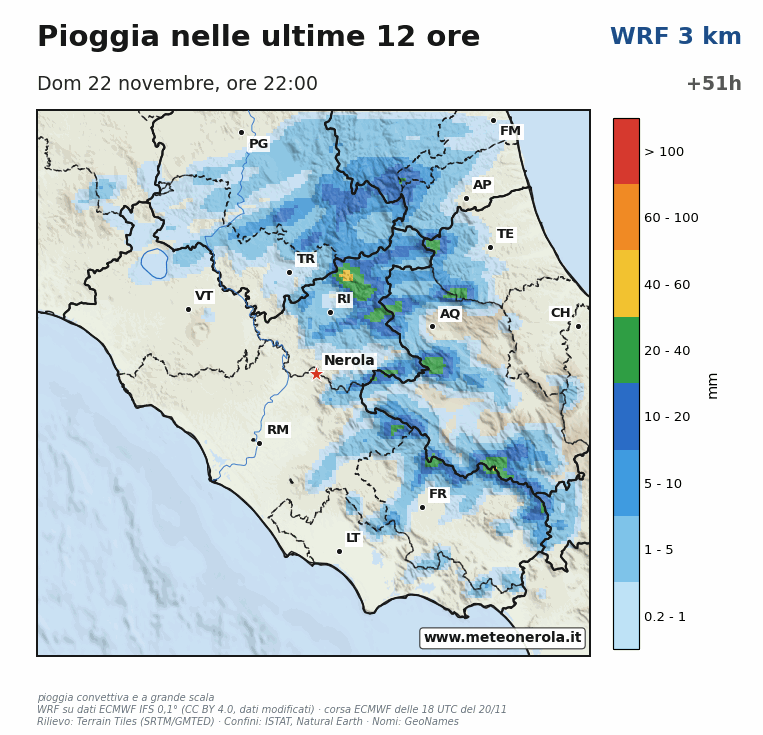 Pioggia nelle ultime 12 ore
WRF 3 km
Dom 22 novembre, ore 22:00
+51h
PG
FM
AP
TE
TR
VT
RI
AQ
CH
Nerola
RM
FR
LT
www.meteonerola.it
> 100
60 - 100
40 - 60
20 - 40
10 - 20
5 - 10
1 - 5
0.2 - 1
mm
pioggia convettiva e a grande scala
WRF su dati ECMWF IFS 0,1° (CC BY 4.0, dati modificati) · corsa ECMWF delle 18 UTC del 20/11
Rilievo: Terrain Tiles (SRTM/GMTED) · Confini: ISTAT, Natural Earth · Nomi: GeoNames